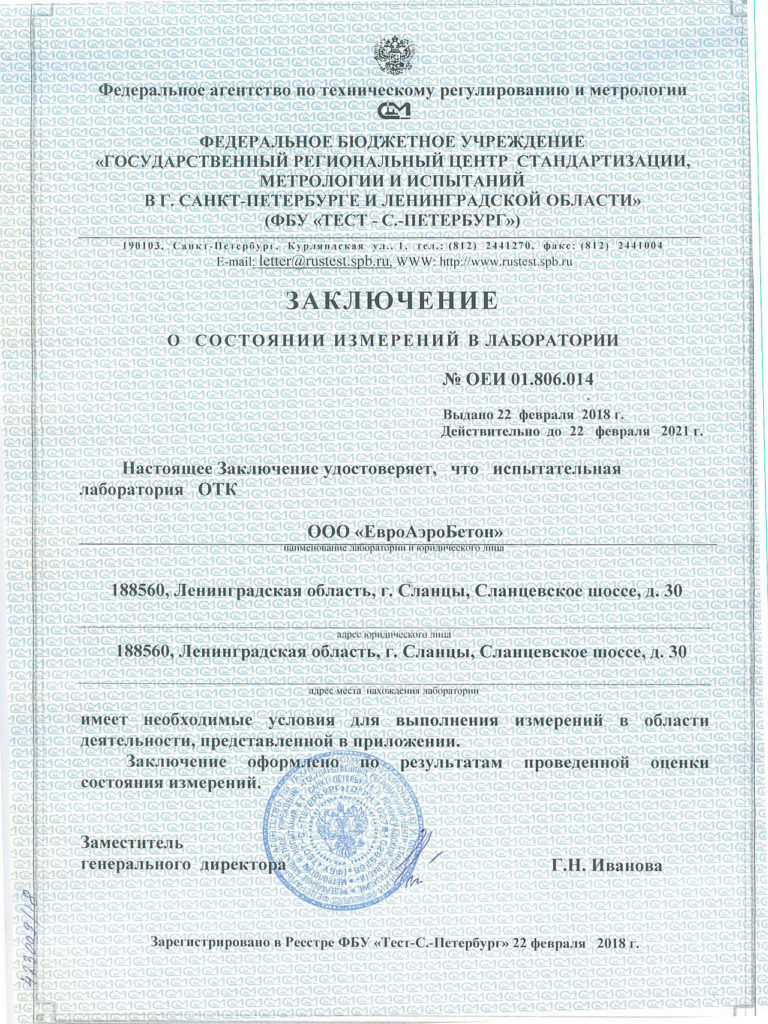 Федеральное агентство по техническому регулированию и метрологии
ФЕДЕРАЛЬНОЕ БЮДЖЕТНОЕ УЧРЕЖДЕНИЕ
«ГОСУДАРСТВЕННЫЙ РЕГИОНАЛЬНЫЙ ЦЕНТР СТАНДАРТИЗАЦИИ,
МЕТРОЛОГИИ И ИСПЫТАНИЙ
В Г. САНКТ-ПЕТЕРБУРГЕ И ЛЕНИНГРАДСКОЙ ОБЛАСТИ»
(ФБУ «ТЕСТ - С.-ПЕТЕРБУРГ»)
190103, Санкт-Петербург, Курляндская ул., 1, тел.: (812) 2441270, факс: (812) 2441004
E-mail: letter@rustest.spb.ru, WWW: http://www.rustest.spb.ru
ЗАКЛЮЧЕНИЕ
О СОСТОЯНИИ ИЗМЕРЕНИЙ В ЛАБОРАТОРИИ
№ ОЕИ 01.806.014
Выдано 22 февраля 2018 г.
Действительно до 22 февраля 2021 г.
Настоящее Заключение удостоверяет, что испытательная
лаборатория ОТК
ООО «ЕвроАэроБетон»
наименование лаборатории и юридического лица
188560, Ленинградская область, г. Сланцы, Сланцевское шоссе, д. 30
адрес юридического лица
188560, Ленинградская область, г. Сланцы, Сланцевское шоссе, д. 30
адрес места нахождения лаборатории
имеет необходимые условия для выполнения измерений в области
деятельности, представленной в приложении.
Заключение оформлено по результатам проведенной оценки
состояния измерений.
Заместитель
генерального директора
Г.Н. Иванова
Зарегистрировано в Реестре ФБУ «Тест-С.-Петербург» 22 февраля 2018 г.